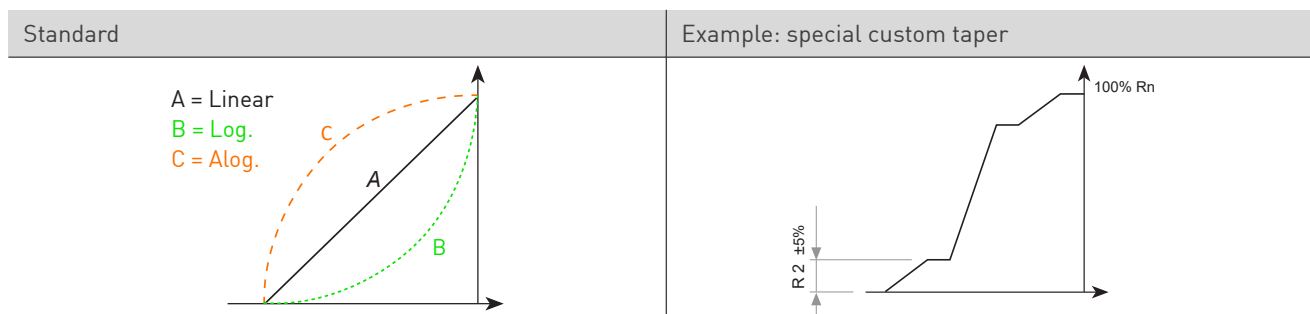 Standard
Example: special custom taper
A = Linear
B = Log.
C = Alog.
C
A
B
100% Rn
R 2 ±5%